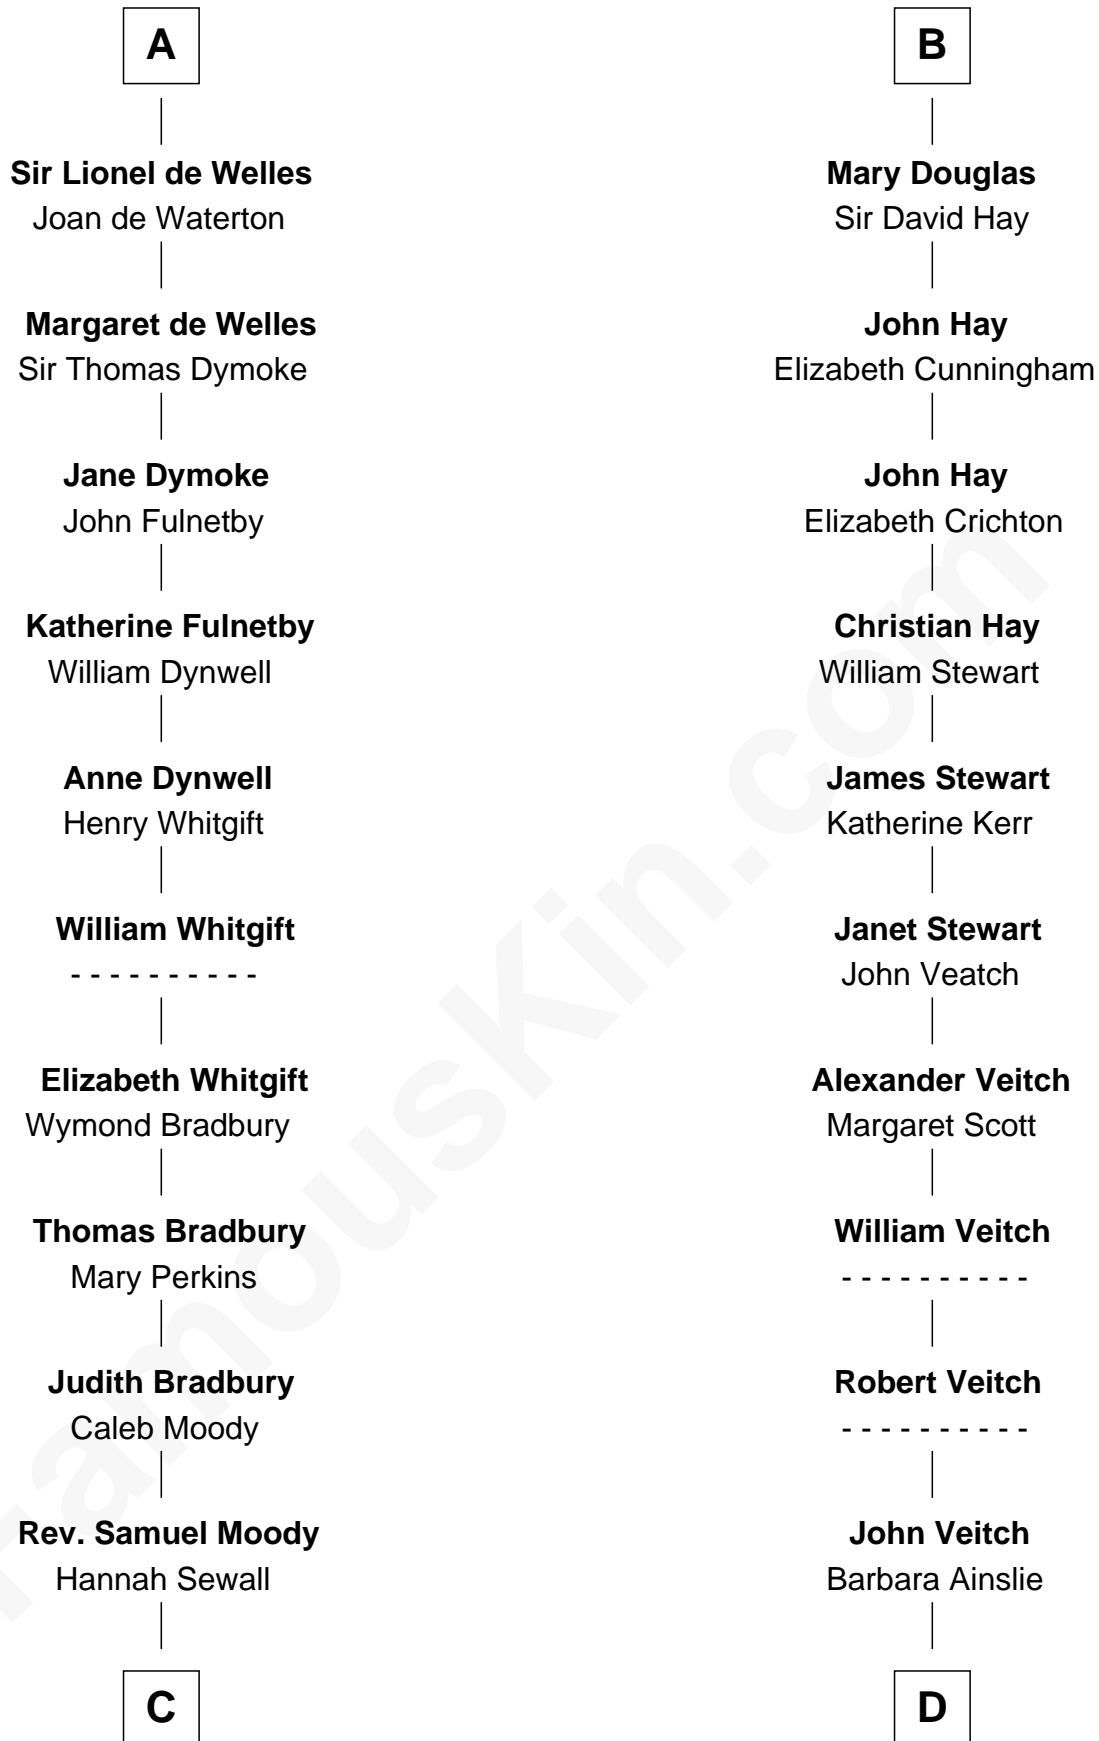 A
Sir Lionel de Welles
Joan de Waterton
Margaret de Welles
Sir Thomas Dymoke
Jane Dymoke
John Fulnetby
Katherine Fulnetby
William Dynwell
Anne Dynwell
Henry Whitgift
William Whitgift
- - - - - - - - - -
Elizabeth Whitgift
Wymond Bradbury
Thomas Bradbury
Mary Perkins
Judith Bradbury
Caleb Moody
Rev. Samuel Moody
Hannah Sewall
C
B
Mary Douglas
Sir David Hay
John Hay
Elizabeth Cunningham
John Hay
Elizabeth Crichton
Christian Hay
William Stewart
James Stewart
Katherine Kerr
Janet Stewart
John Veatch
Alexander Veitch
Margaret Scott
William Veitch
- - - - - - - - - -
Robert Veitch
- - - - - - - - - -
John Veitch
Barbara Ainslie
D
FamousKin.com